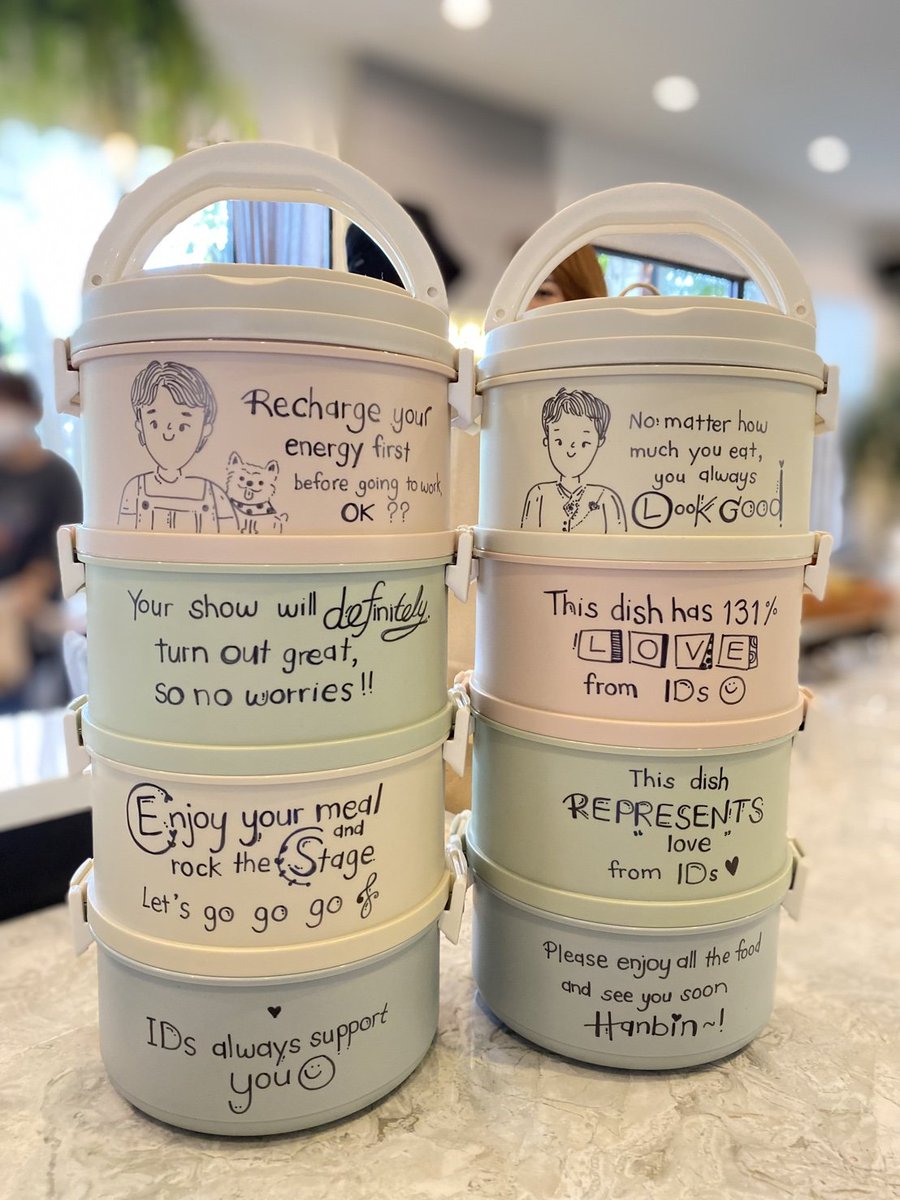 Recharge your
energy first
before going to work,
OK ??
Your show will definitely
turn out great,
so no worries!!
Enjoy your meal
and
rock the Stage
Let's go go go
IDs always support
you
No matter how
much you eat,
you always
Look Good!
This dish has 131%
LOVE
from IDs
This dish
REPRESENTS
"love"
from IDs
Please enjoy all the food
and see you soon
Hanbin~!